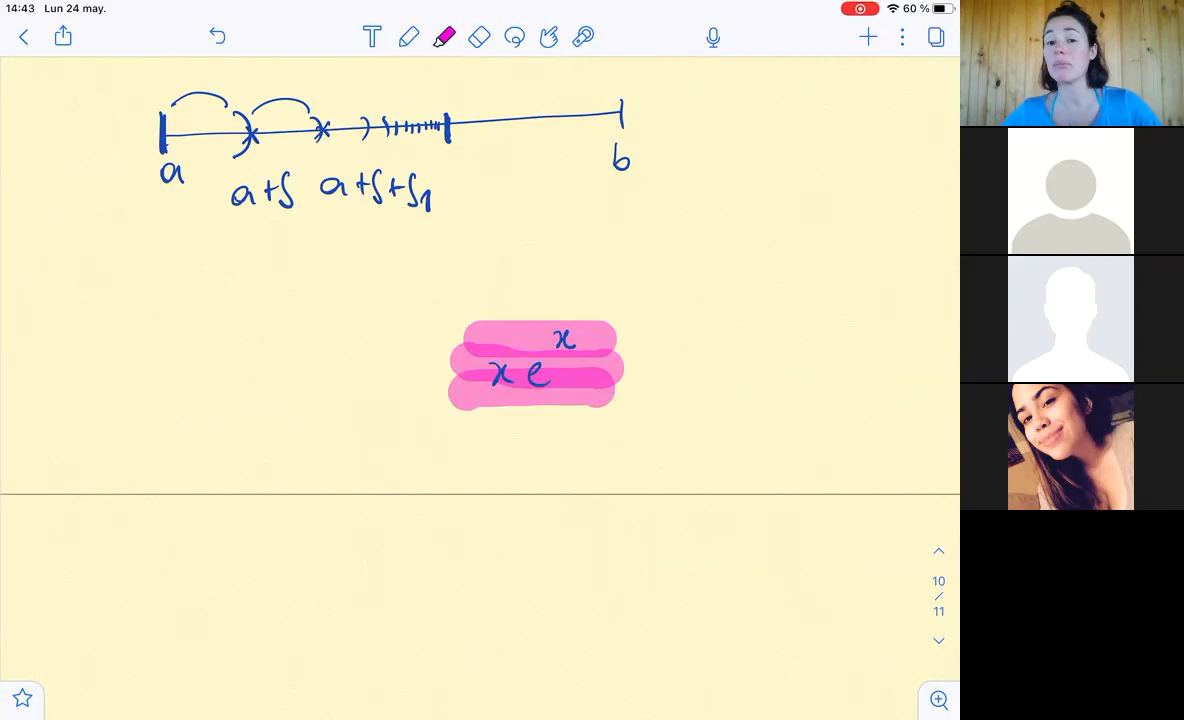 14:43 Lun 24 may. 60 %
T
a b
a+δ a+δ+δ1
x e^x
10
/
11